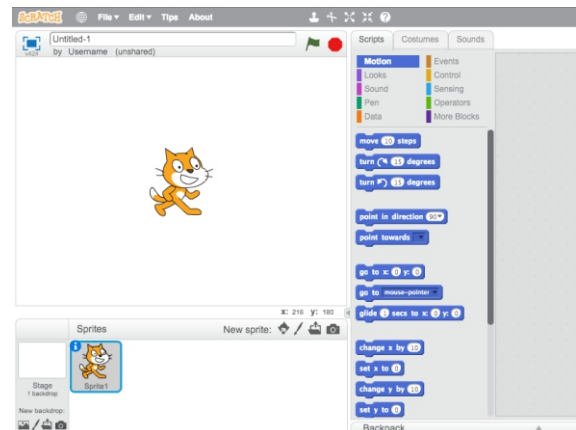 SCRATCH File Edit Tips About
Untitled-1
by Username (unshared)
v424
Scripts Costumes Sounds
Motion Events
Looks Control
Sound Sensing
Pen Operators
Data More Blocks
move 10 steps
turn 15 degrees
turn 15 degrees
point in direction 90
point towards
go to x: 0 y: 0
go to mouse-pointer
glide 1 secs to x: 0 y: 0
change x by 10
set x to 0
change y by 10
set y to 0
X: 216 y: 180
Sprites New sprite:
Stage
1 backdrop
Sprite1
New backdrop:
Backpack